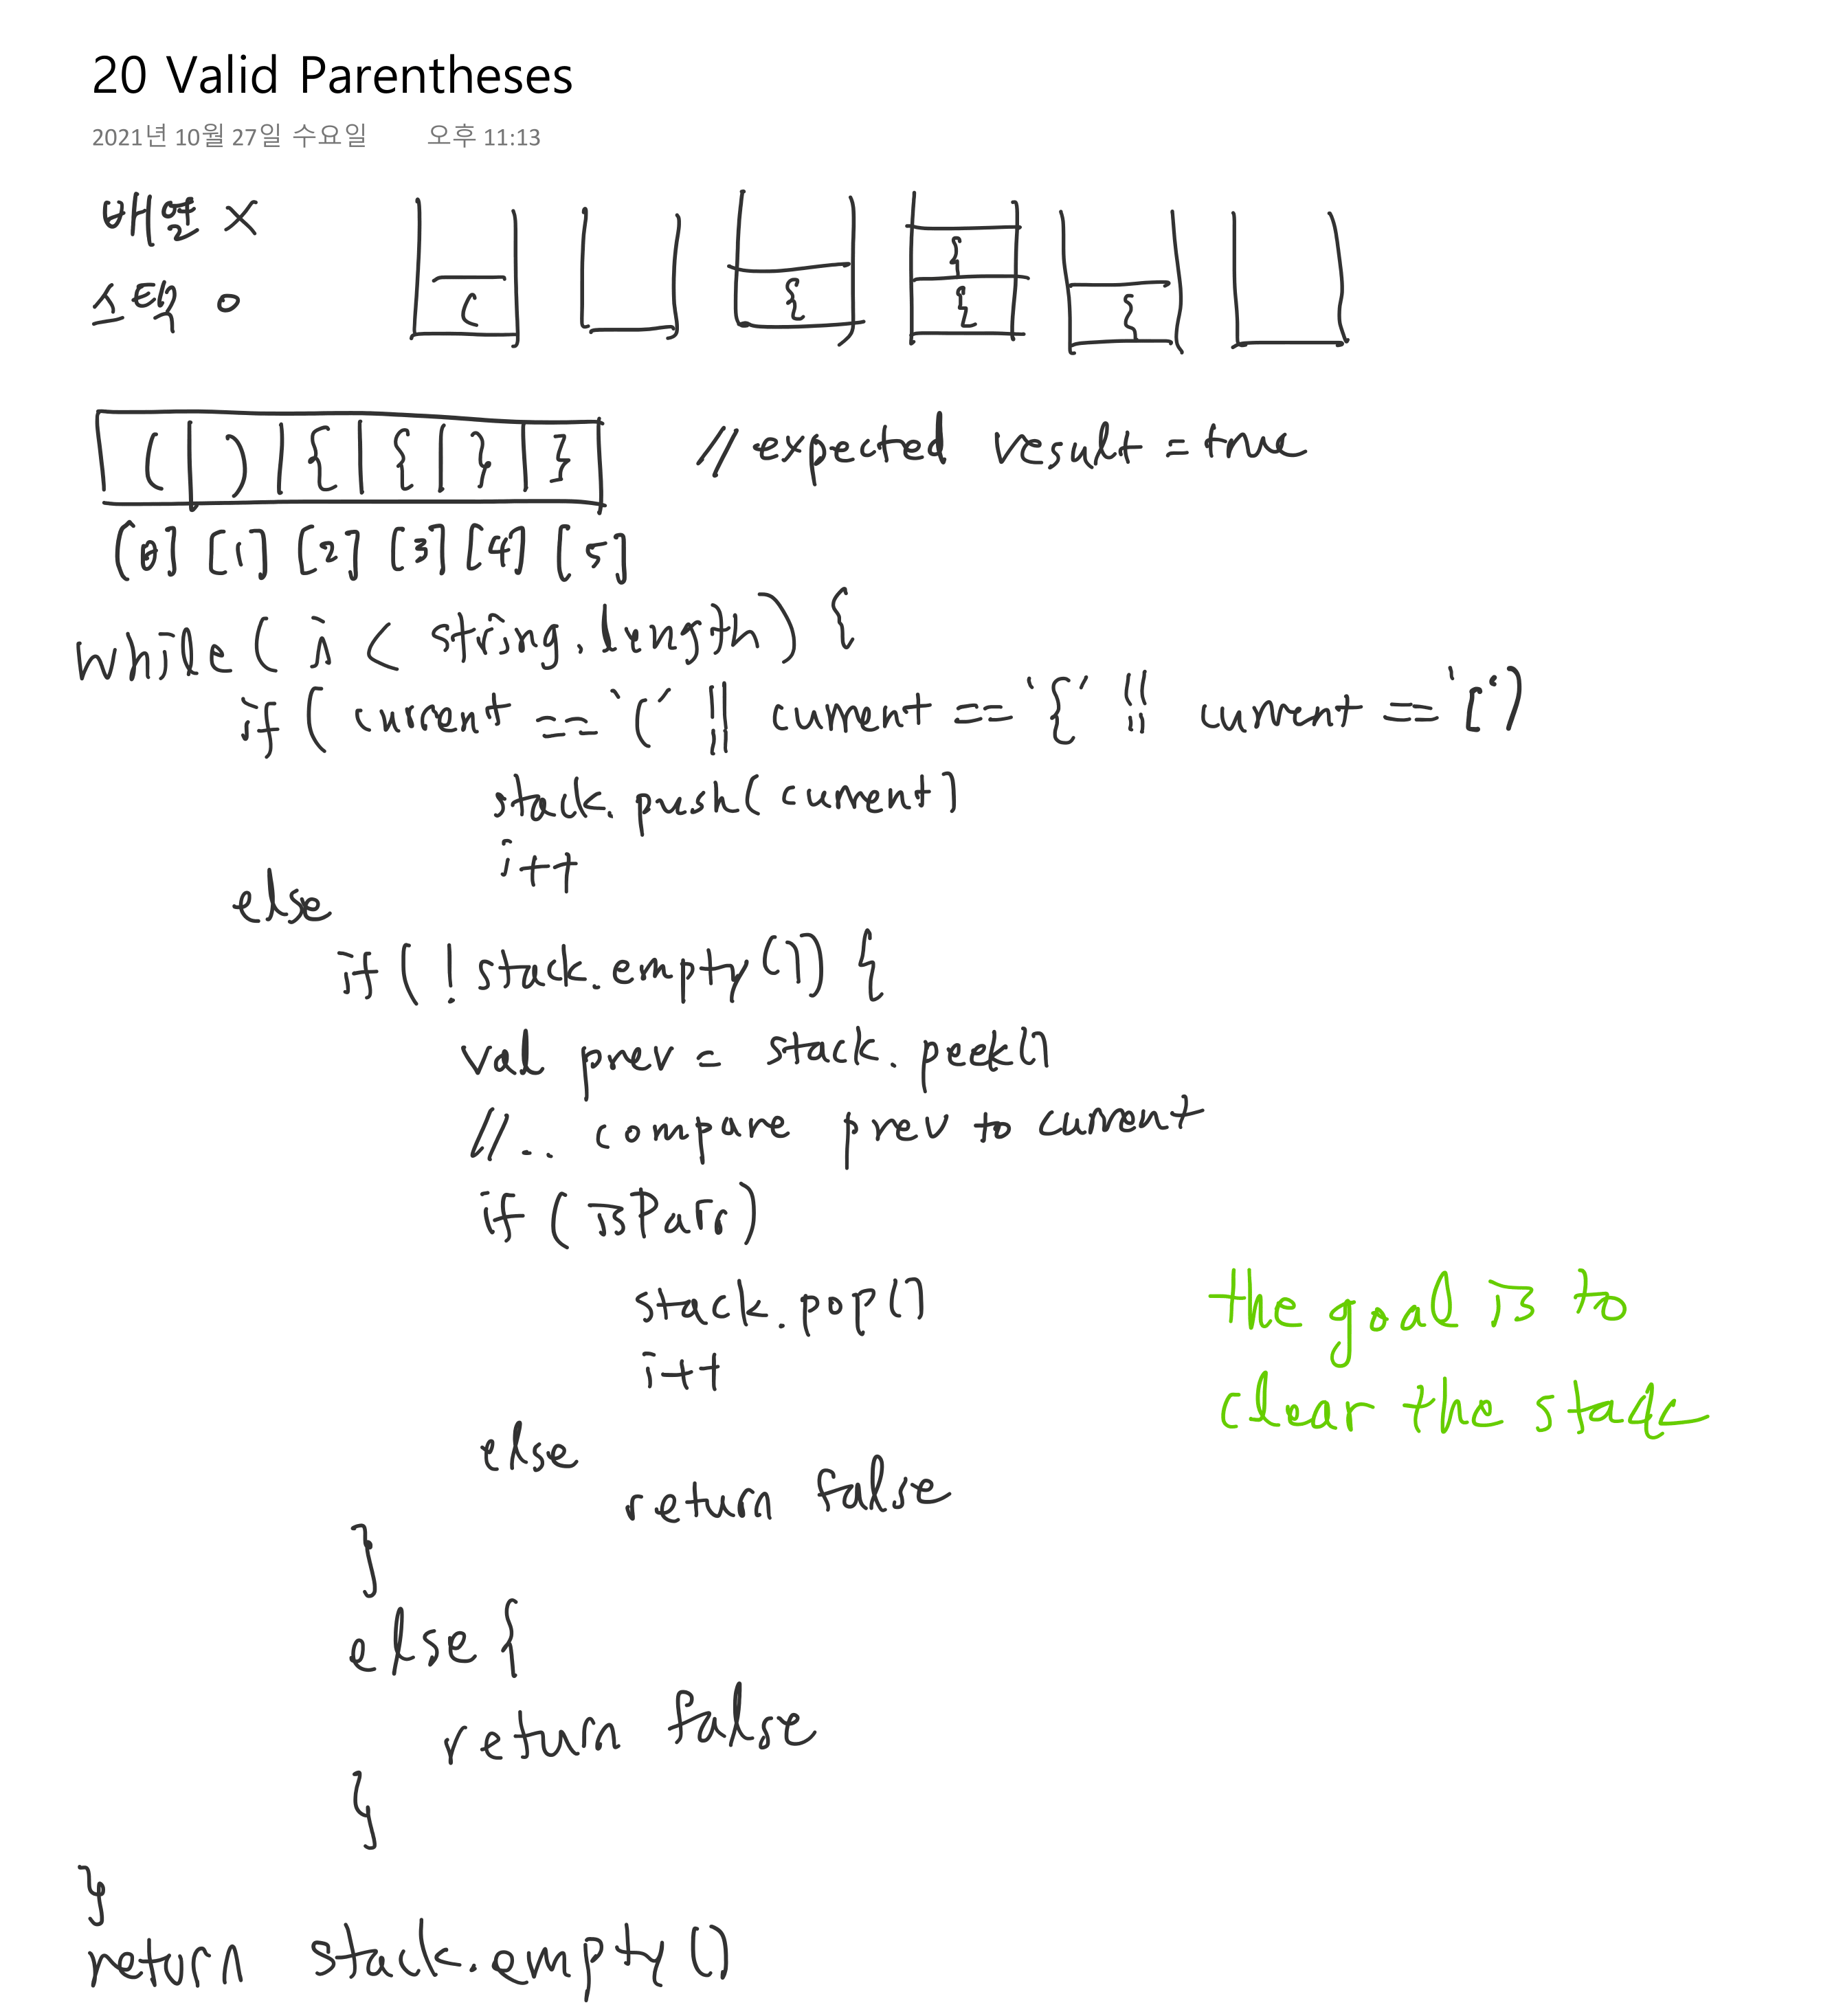 20 Valid Parentheses
2021년 10월 27일 수요일 오후 11:13
배열 X
스택 O
( { { { { {
( ) { { } } // expected result = true
[0] [1] [2] [3] [4] [5]
while ( i < string.length) {
if ( current == '(' || current == '{' || current == '[')
stack.push(current)
i++
else
if ( ! stack.empty()) {
val prev = stack.peek()
//... compare prev to current
if ( isPair)
stack.pop()
i++
the goal is to
clear the stack
else
return false
}
else {
return false
}
}
return stack.empty()